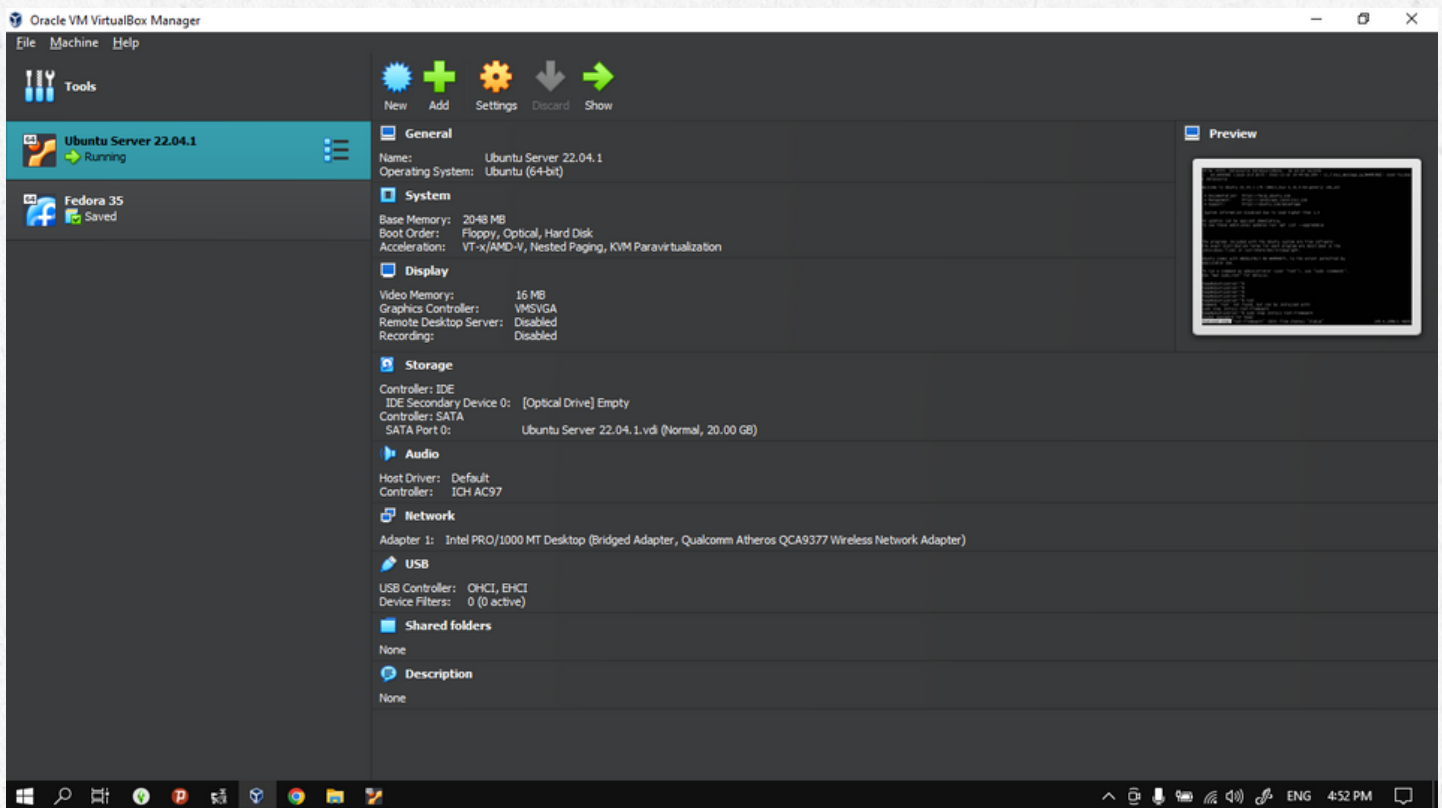 Oracle VM VirtualBox Manager
File Machine Help
Tools
New Add Settings Discard Show
64
Ubuntu Server 22.04.1
Running
64
Fedora 35
Saved
General
Name: Ubuntu Server 22.04.1
Operating System: Ubuntu (64-bit)
System
Base Memory: 2048 MB
Boot Order: Floppy, Optical, Hard Disk
Acceleration: VT-x/AMD-V, Nested Paging, KVM Paravirtualization
Display
Video Memory: 16 MB
Graphics Controller: VMSVGA
Remote Desktop Server: Disabled
Recording: Disabled
Storage
Controller: IDE
IDE Secondary Device 0: [Optical Drive] Empty
Controller: SATA
SATA Port 0: Ubuntu Server 22.04.1.vdi (Normal, 20.00 GB)
Audio
Host Driver: Default
Controller: ICH AC97
Network
Adapter 1: Intel PRO/1000 MT Desktop (Bridged Adapter, Qualcomm Atheros QCA9377 Wireless Network Adapter)
USB
USB Controller: OHCI, EHCI
Device Filters: 0 (0 active)
Shared folders
None
Description
None
Preview
ENG 4:52 PM